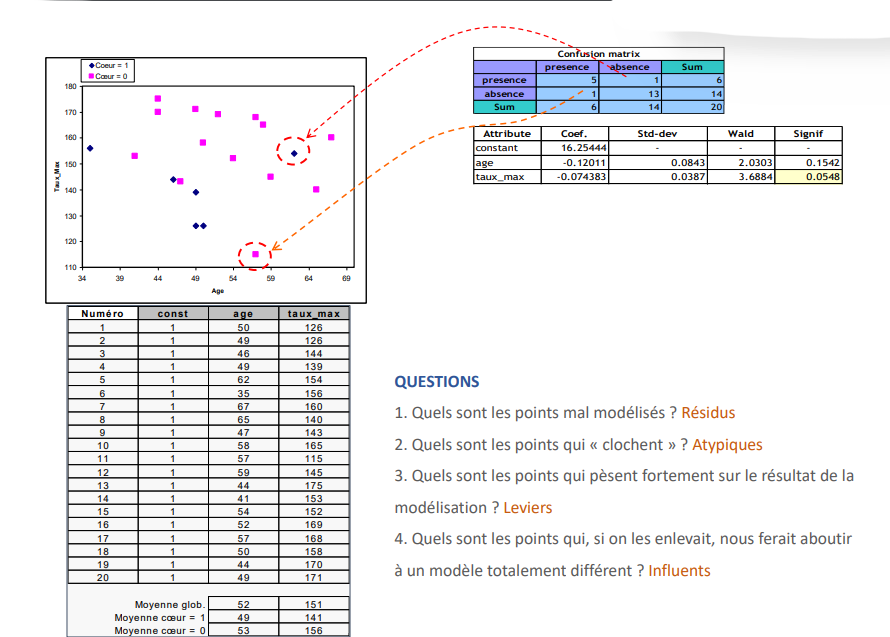 Coeur = 1
Cœur = 0
180
170
160
150
140
130
120
110
Taux_Max
34 39 44 49 54 59 64 69
Age
Confusion matrix
presence absence Sum
presence 5 1 6
absence 1 13 14
Sum 6 14 20
Attribute Coef. Std-dev Wald Signif
constant 16.25444 - - -
age -0.12011 0.0843 2.0303 0.1542
taux_max -0.074383 0.0387 3.6884 0.0548
Numéro const age taux_max
1 1 50 126
2 1 49 126
3 1 46 144
4 1 49 139
5 1 62 154
6 1 35 156
7 1 67 160
8 1 65 140
9 1 47 143
10 1 58 165
11 1 57 115
12 1 59 145
13 1 44 175
14 1 41 153
15 1 54 152
16 1 52 169
17 1 57 168
18 1 50 158
19 1 44 170
20 1 49 171
Moyenne glob. 52 151
Moyenne cœur = 1 49 141
Moyenne cœur = 0 53 156
QUESTIONS
1. Quels sont les points mal modélisés ? Résidus
2. Quels sont les points qui « clochent » ? Atypiques
3. Quels sont les points qui pèsent fortement sur le résultat de la
modélisation ? Leviers
4. Quels sont les points qui, si on les enlevait, nous ferait aboutir
à un modèle totalement différent ? Influents